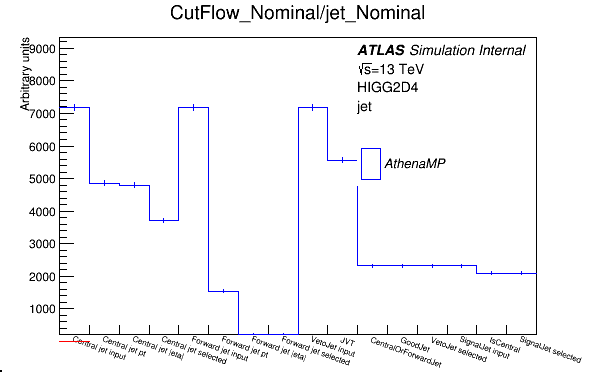 CutFlow_Nominal/jet_Nominal
Arbitrary units
9000
8000
7000
6000
5000
4000
3000
2000
1000
ATLAS Simulation Internal
√s=13 TeV
HIGG2D4
jet
AthenaMP
Central jet input
Central jet pt
Central jet |eta|
Central jet selected
Forward jet input
Forward jet pt
Forward jet |eta|
Forward jet selected
VetoJet input
JVT
CentralOrForwardJet
GoodJet
VetoJet selected
SignalJet input
IsCentral
SignalJet selected